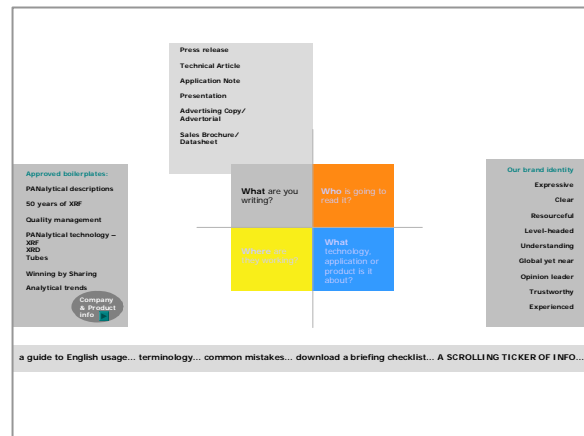 Press release
Technical Article
Application Note
Presentation
Advertising Copy/
Advertorial
Sales Brochure/
Datasheet
Approved boilerplates:
PANalytical descriptions
50 years of XRF
Quality management
PANalytical technology –
XRF
XRD
Tubes
Winning by Sharing
Analytical trends
Company
& Product
info
What are you
writing?
Who is going to
read it?
What
technology,
application or
product is it
about?
Our brand identity
Expressive
Clear
Resourceful
Level-headed
Understanding
Global yet near
Opinion leader
Trustworthy
Experienced
a guide to English usage... terminology... common mistakes... download a briefing checklist... A SCROLLING TICKER OF INFO...